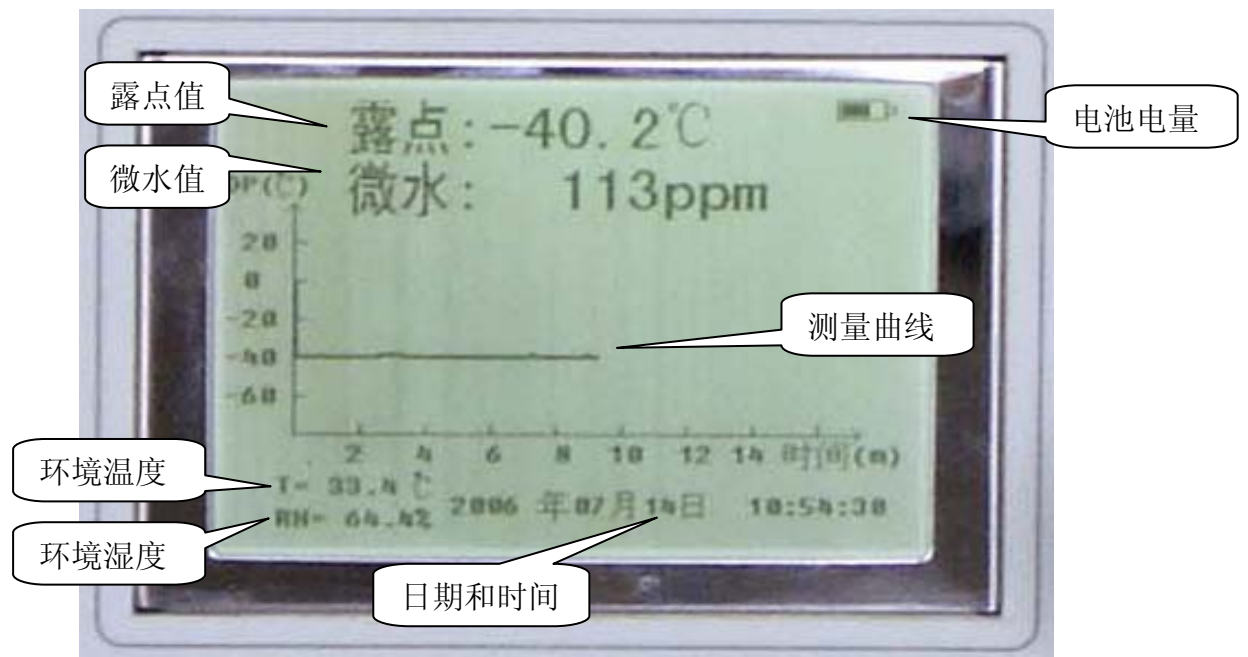 露点值
露点:-40.2℃
电池电量
微水值
微水: 113ppm
DP(℃)
20
0
-20
测量曲线
-40
-60
2 4 6 8 10 12 14 时间(m)
环境温度
T= 33.4 ℃
2006 年07月14日 10:54:30
RH= 64.4%
环境湿度
日期和时间